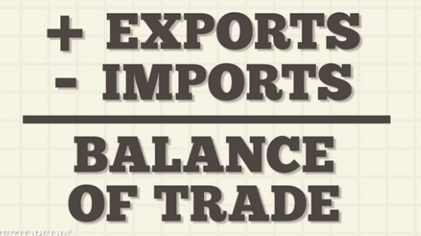 + EXPORTS
- IMPORTS
BALANCE
OF TRADE